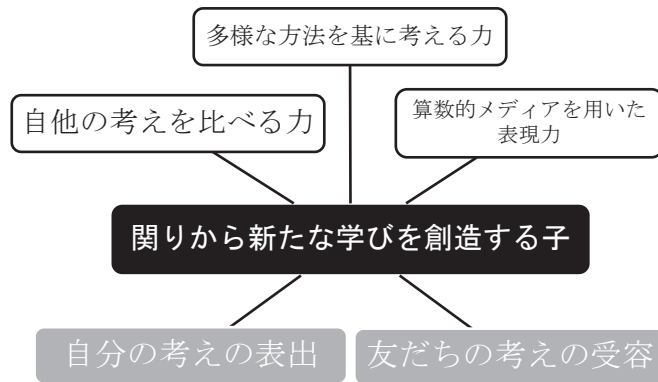 多様な方法を基に考える力
自他の考えを比べる力
算数的メディアを用いた
表現力
関りから新たな学びを創造する子
自分の考えの表出
友だちの考えの受容